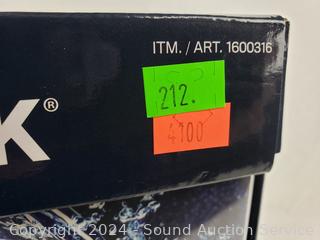 ITM. / ART. 1600316
212.
K®
4100
Copyright 2024 - Sound Auction Service